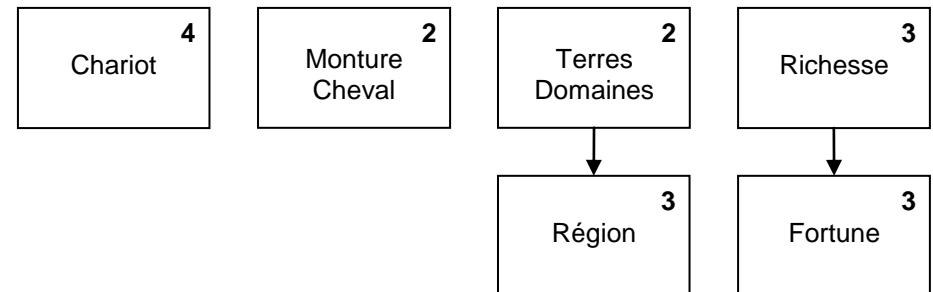 4
Chariot
2
Monture
Cheval
2
Terres
Domaines
3
Richesse
3
Région
3
Fortune